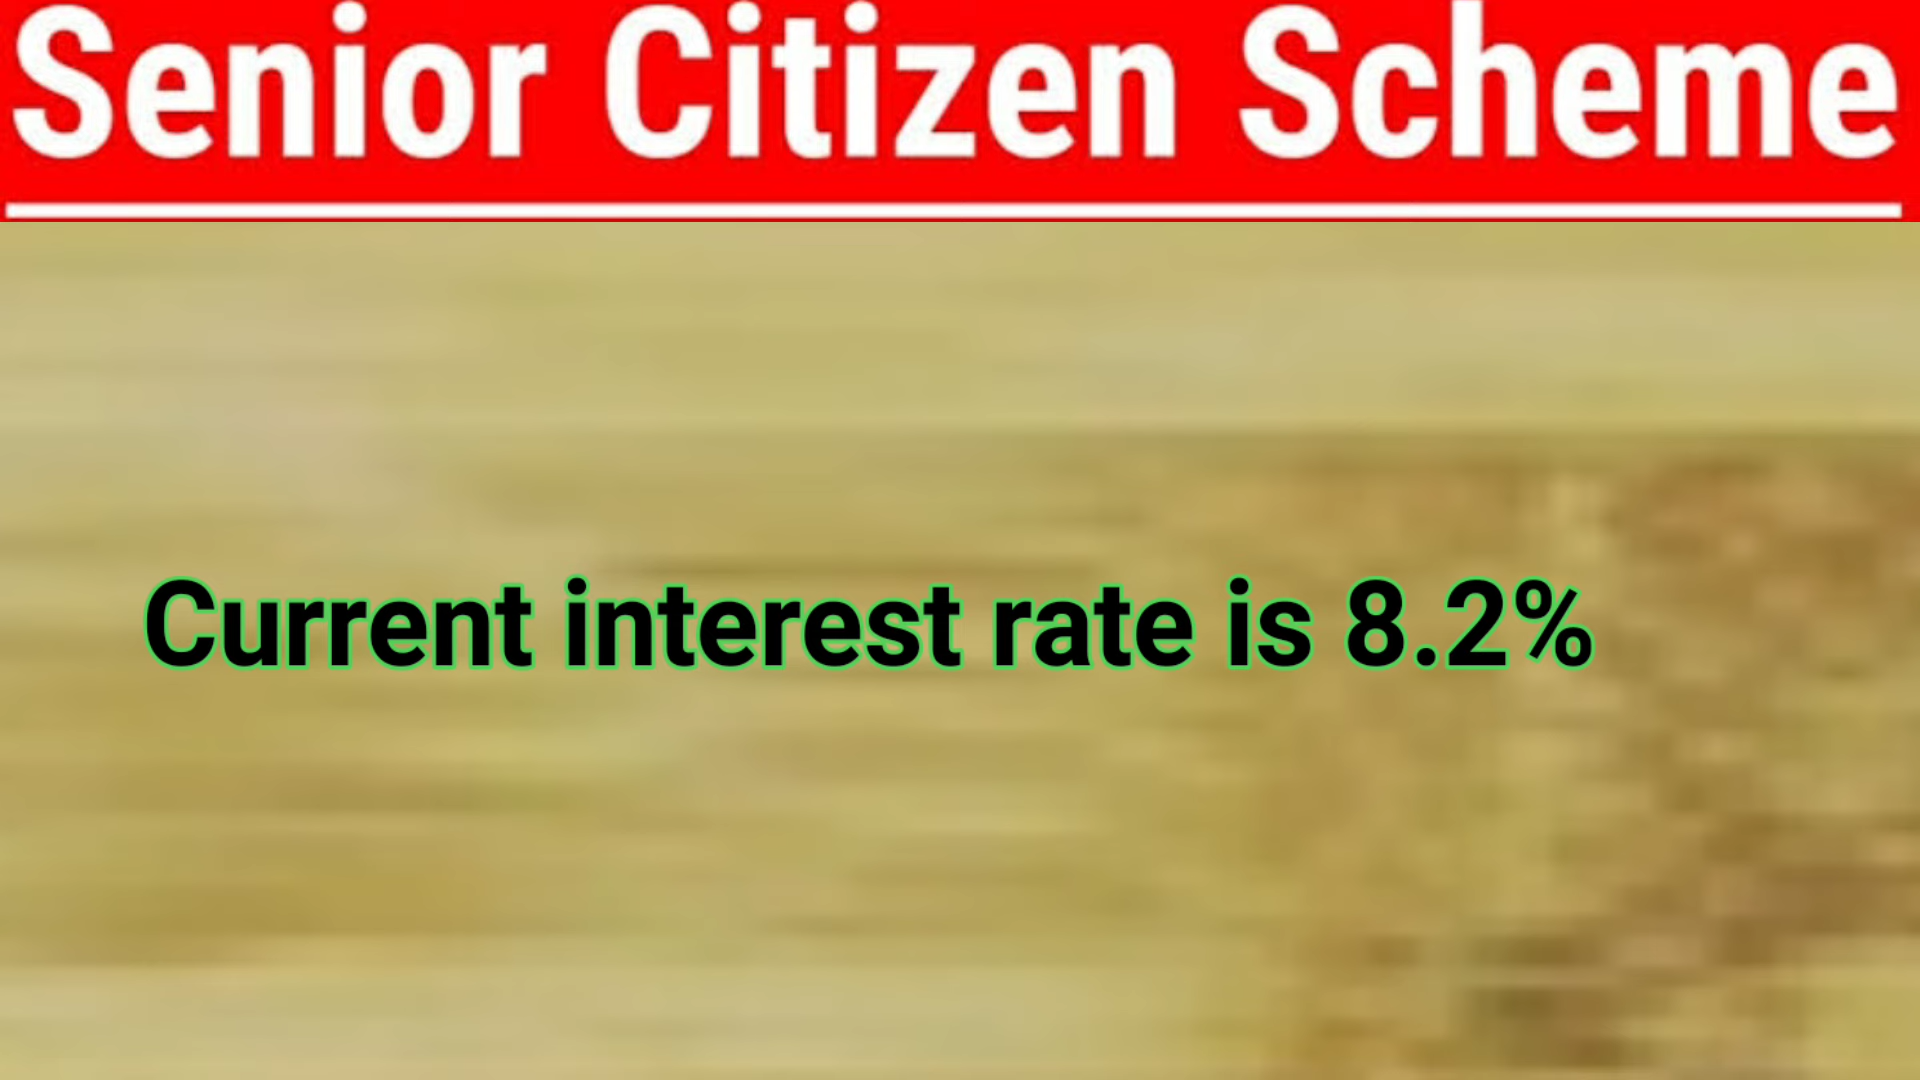 Senior Citizen Scheme
Current interest rate is 8.2%